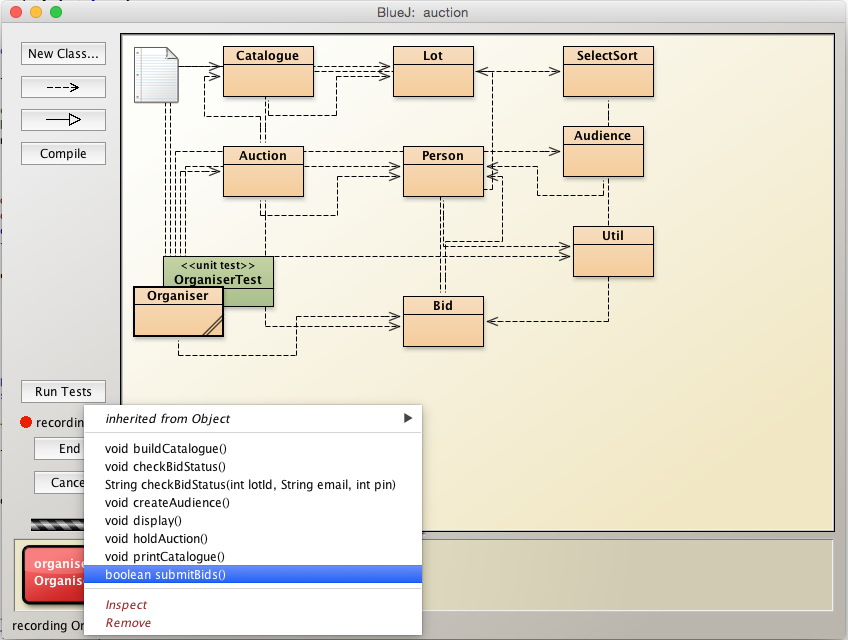 BlueJ:  auction
New Class...
Compile
Catalogue
Lot
SelectSort
Auction
Person
Audience
Util
<<unit test>>
OrganiserTest
Organiser
Bid
Run Tests
recordin
End
Cance
inherited from Object
void buildCatalogue()
void checkBidStatus()
String checkBidStatus(int lotId, String email, int pin)
void createAudience()
void display()
void holdAuction()
void printCatalogue()
boolean submitBids()
Inspect
Remove
organise
Organis
recording Or